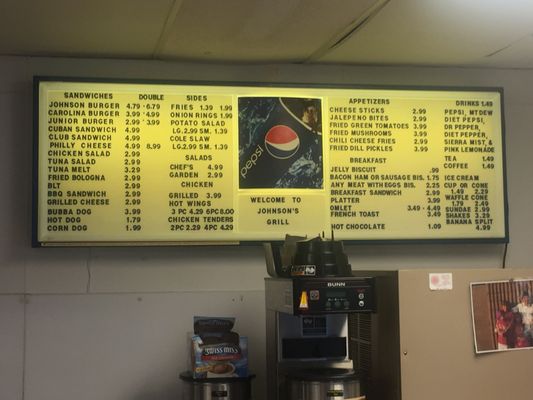 SANDWICHES DOUBLE
JOHNSON BURGER 4.79 - 6.79
CAROLINA BURGER 3.99 * 4.99
JUNIOR BURGER 2.99 * 3.99
CUBAN SANDWICH 4.99
CLUB SANDWICH 4.99
PHILLY CHEESE 4.99 8.99
CHICKEN SALAD 2.99
TUNA SALAD 2.99
TUNA MELT 3.29
FRIED BOLOGNA 2.99
BLT 2.99
BBQ SANDWICH 2.99
GRILLED CHEESE 2.99
BUBBA DOG 3.99
HOT DOG 1.79
CORN DOG 1.99
SIDES
FRIES 1.39 1.99
ONION RINGS 1.99
POTATO SALAD
LG.2.99 SM. 1.39
COLE SLAW
LG.2.99 SM. 1.39
SALADS
CHEF'S 4.99
GARDEN 2.99
CHICKEN
GRILLED 3.99
HOT WINGS
3 PC 4.29 6PC8.00
CHICKEN TENDERS
2PC 2.29 4PC 4.29
pepsi
WELCOME TO
JOHNSON'S
GRILL
APPETIZERS
CHEESE STICKS 2.99
JALEPENO BITES 2.99
FRIED GREEN TOMATOES 3.99
FRIED MUSHROOMS 3.99
CHILI CHEESE FRIES 2.99
FRIED DILL PICKLES 3.99
BREAKFAST
JELLY BISCUIT .99
BACON HAM OR SAUSAGE BIS. 1.75
ANY MEAT WITH EGGS BIS. 2.25
BREAKFAST SANDWICH 2.99
PLATTER 3.99
OMLET 3.49 - 4.49
FRENCH TOAST 3.49
HOT CHOCOLATE 1.09
DRINKS 1.49
PEPSI, MTDEW
DIET PEPSI,
DR PEPPER,
DIET PEPPER,
SIERRA MIST, &
PINK LEMONADE
TEA 1.49
COFFEE 1.49
ICE CREAM
CUP OR CONE
1.49 2.29
WAFFLE CONE
1.79 2.49
SUNDAE 2.99
SHAKES 3.29
BANANA SPLIT
4.99
BUNN
SWISS MISS